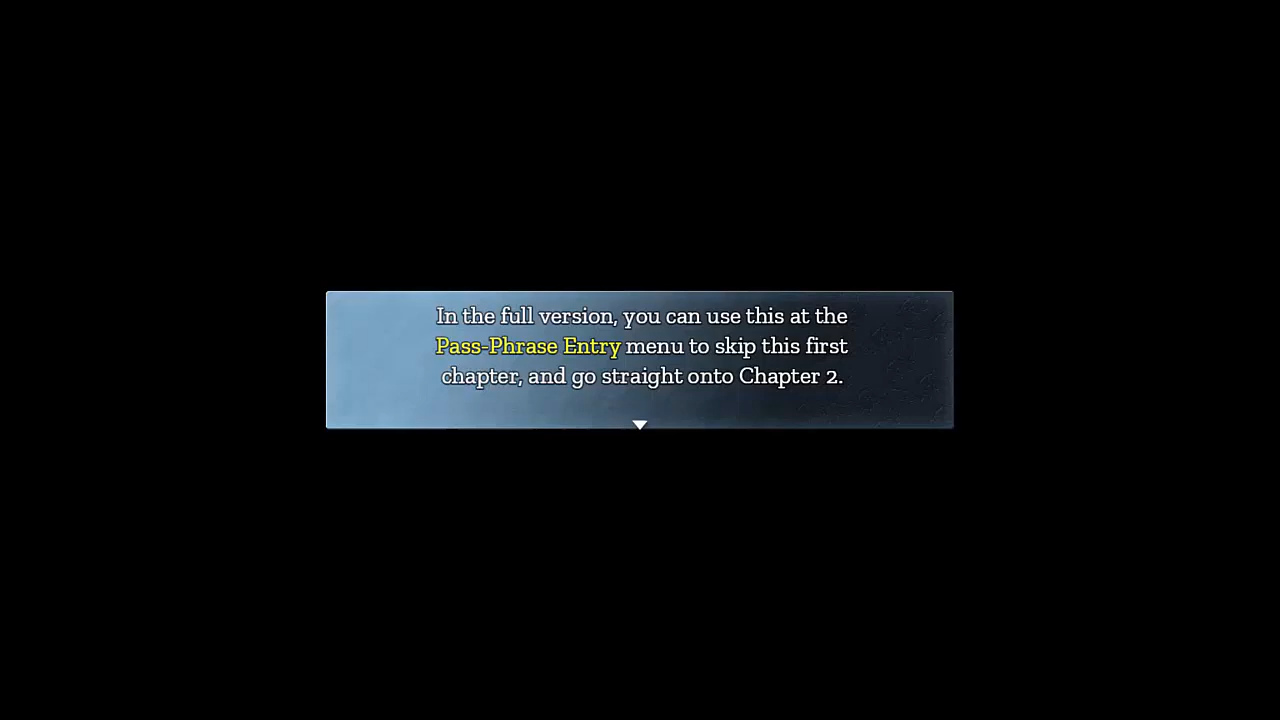 In the full version, you can use this at the
Pass-Phrase Entry menu to skip this first
chapter, and go straight onto Chapter 2.